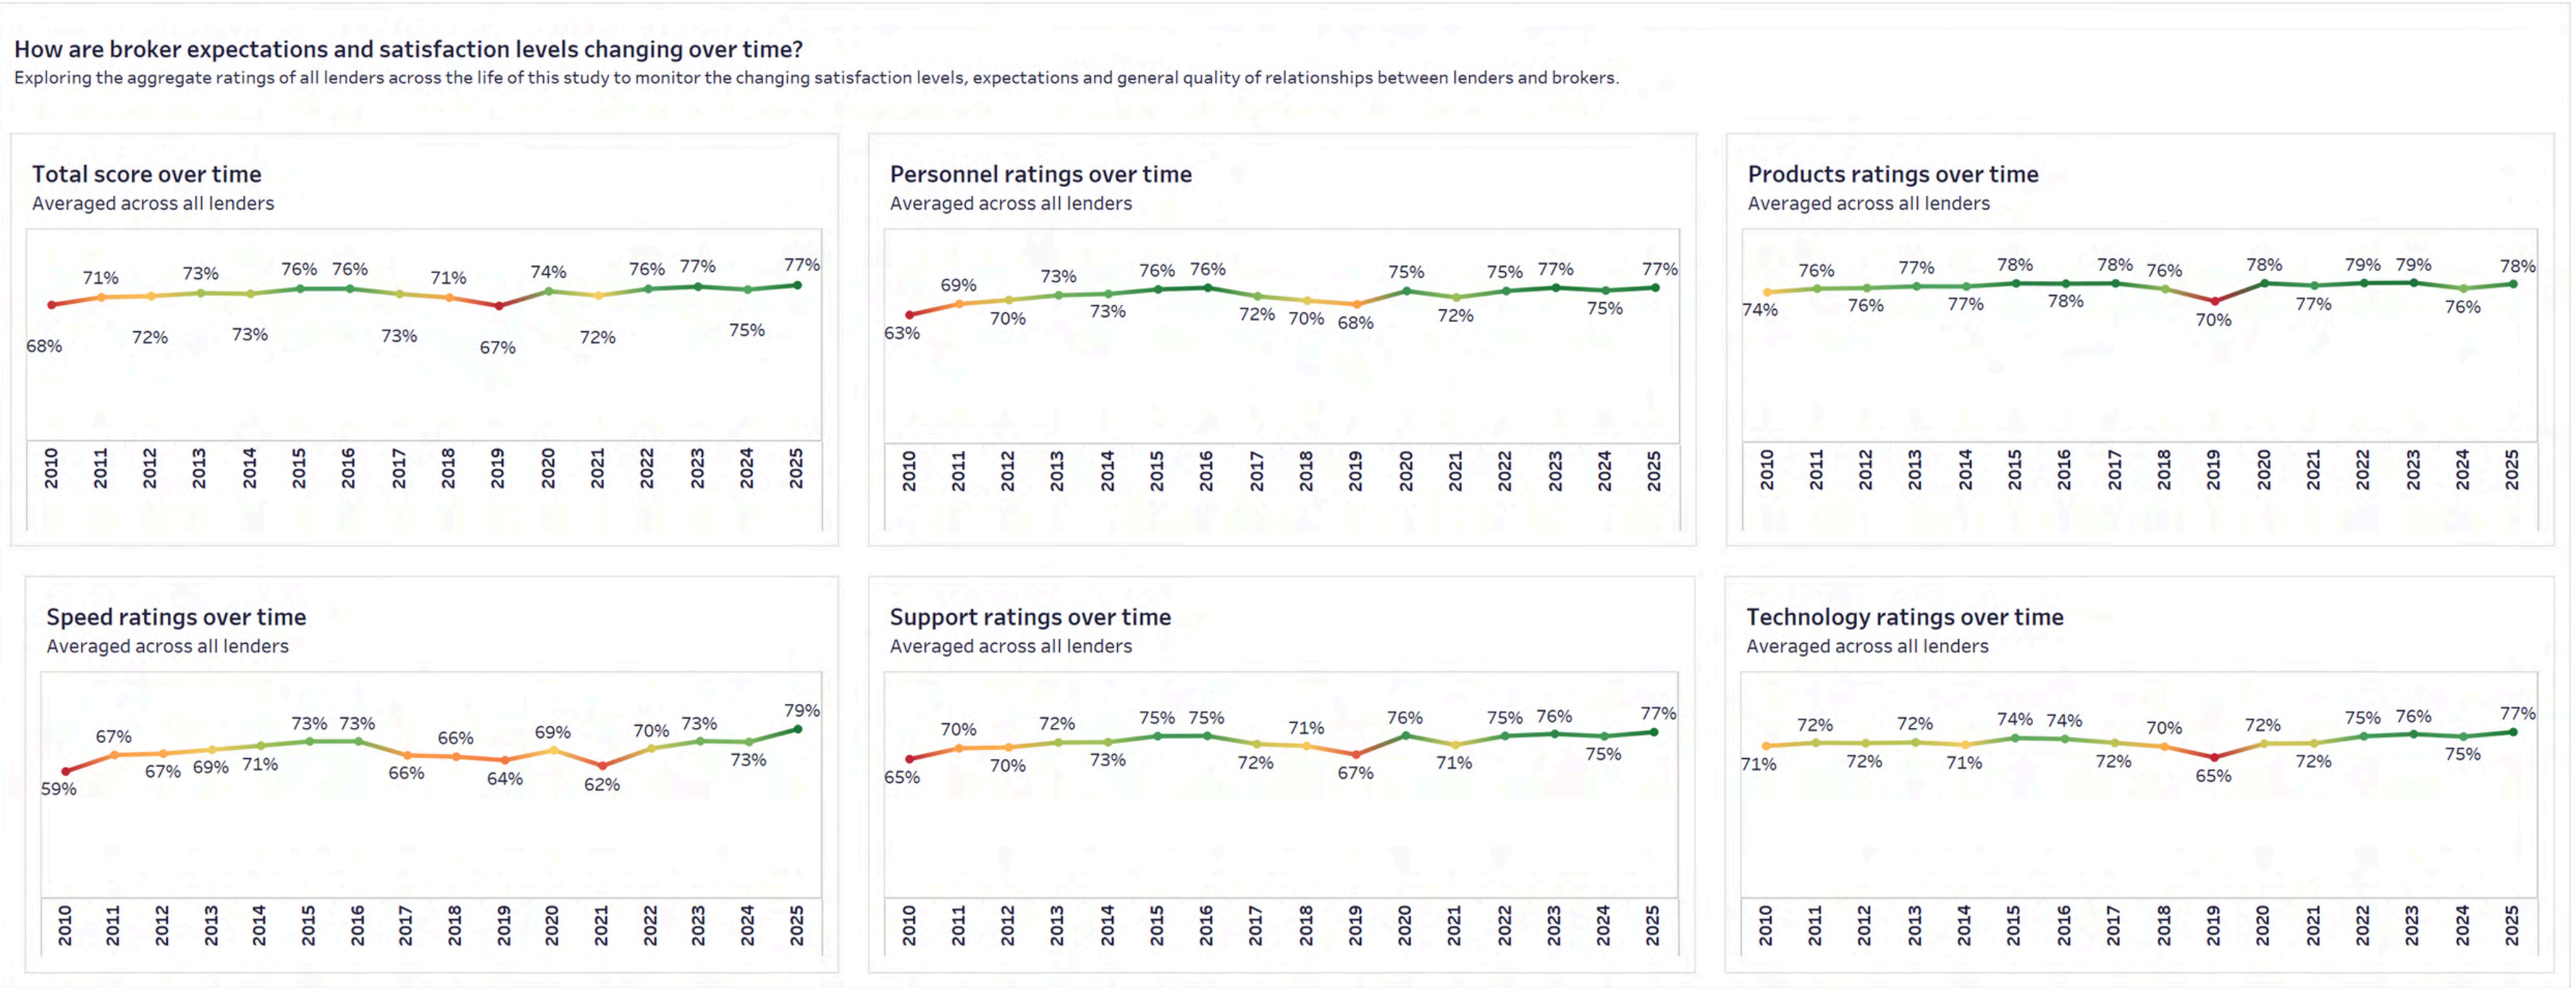 How are broker expectations and satisfaction levels changing over time?
Exploring the aggregate ratings of all lenders across the life of this study to monitor the changing satisfaction levels, expectations and general quality of relationships between lenders and brokers.
Total score over time
Averaged across all lenders
71% 73% 76% 76% 71% 74% 76% 77% 77%
68% 72% 73% 73% 67% 72% 75%
2010 2011 2012 2013 2014 2015 2016 2017 2018 2019 2020 2021 2022 2023 2024 2025
Personnel ratings over time
Averaged across all lenders
69% 73% 76% 76% 75% 75% 77% 77%
63% 70% 73% 72% 70% 68% 72% 75%
2010 2011 2012 2013 2014 2015 2016 2017 2018 2019 2020 2021 2022 2023 2024 2025
Products ratings over time
Averaged across all lenders
76% 77% 78% 78% 76% 78% 79% 79% 78%
74% 76% 77% 78% 70% 77% 76%
2010 2011 2012 2013 2014 2015 2016 2017 2018 2019 2020 2021 2022 2023 2024 2025
Speed ratings over time
Averaged across all lenders
67% 73% 73% 66% 69% 70% 73% 79%
59% 67% 69% 71% 66% 64% 62% 73%
2010 2011 2012 2013 2014 2015 2016 2017 2018 2019 2020 2021 2022 2023 2024 2025
Support ratings over time
Averaged across all lenders
70% 72% 75% 75% 71% 76% 75% 76% 77%
65% 70% 73% 72% 67% 71% 75%
2010 2011 2012 2013 2014 2015 2016 2017 2018 2019 2020 2021 2022 2023 2024 2025
Technology ratings over time
Averaged across all lenders
72% 72% 74% 74% 70% 72% 75% 76% 77%
71% 72% 71% 72% 65% 72% 75%
2010 2011 2012 2013 2014 2015 2016 2017 2018 2019 2020 2021 2022 2023 2024 2025